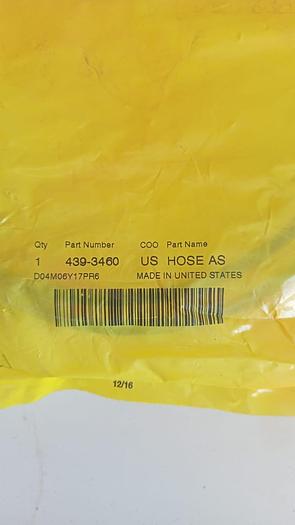 Qty Part Number COO Part Name
1 439-3460 US HOSE AS
D04M06Y17PR6 MADE IN UNITED STATES
12/16